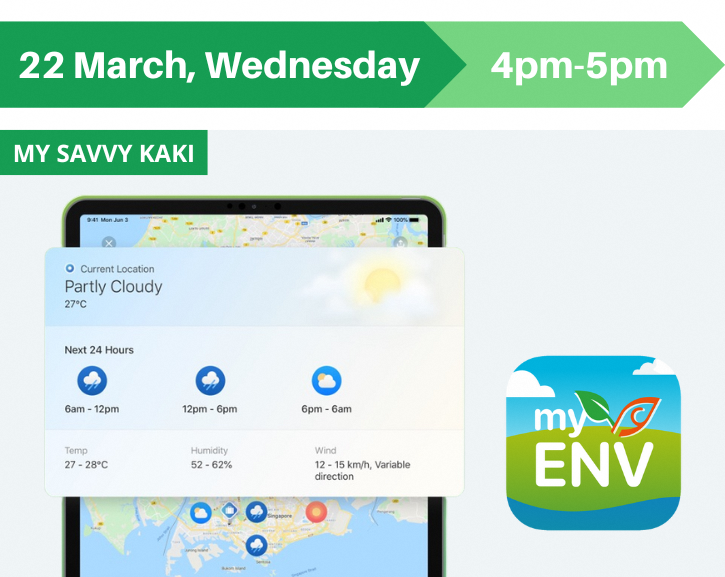 22 March, Wednesday
4pm-5pm
MY SAVVY KAKI
9:41 Mon Jun 3
100%
Current Location
Partly Cloudy
27°C
Next 24 Hours
6am - 12pm
12pm - 6pm
6pm - 6am
Temp
Humidity
Wind
27 - 28°C
52 - 62%
12 - 15 km/h, Variable
direction
my
ENV
Singapore
Sentosa